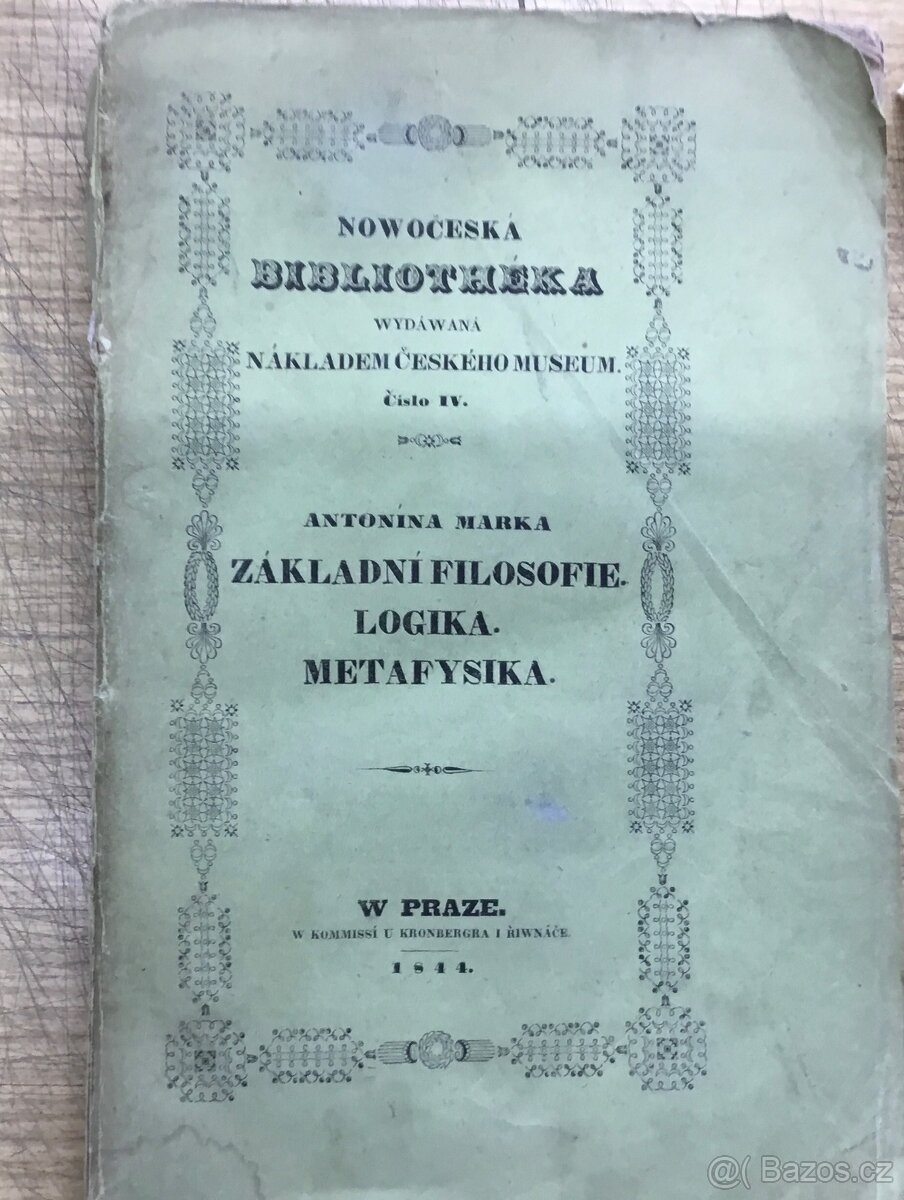 NOWOČESKÁ
BIBLIOTHÉKA
WYDÁWANÁ
NÁKLADEM ČESKÉHO MUSEUM.
Číslo IV.
ANTONÍNA MARKA
ZÁKLADNÍ FILOSOFIE.
LOGIKA.
METAFYSIKA.
W PRAZE.
W KOMMISSÍ U KRONBERGRA I ŘIWNÁČE.
1844.
@( Bazos.cz